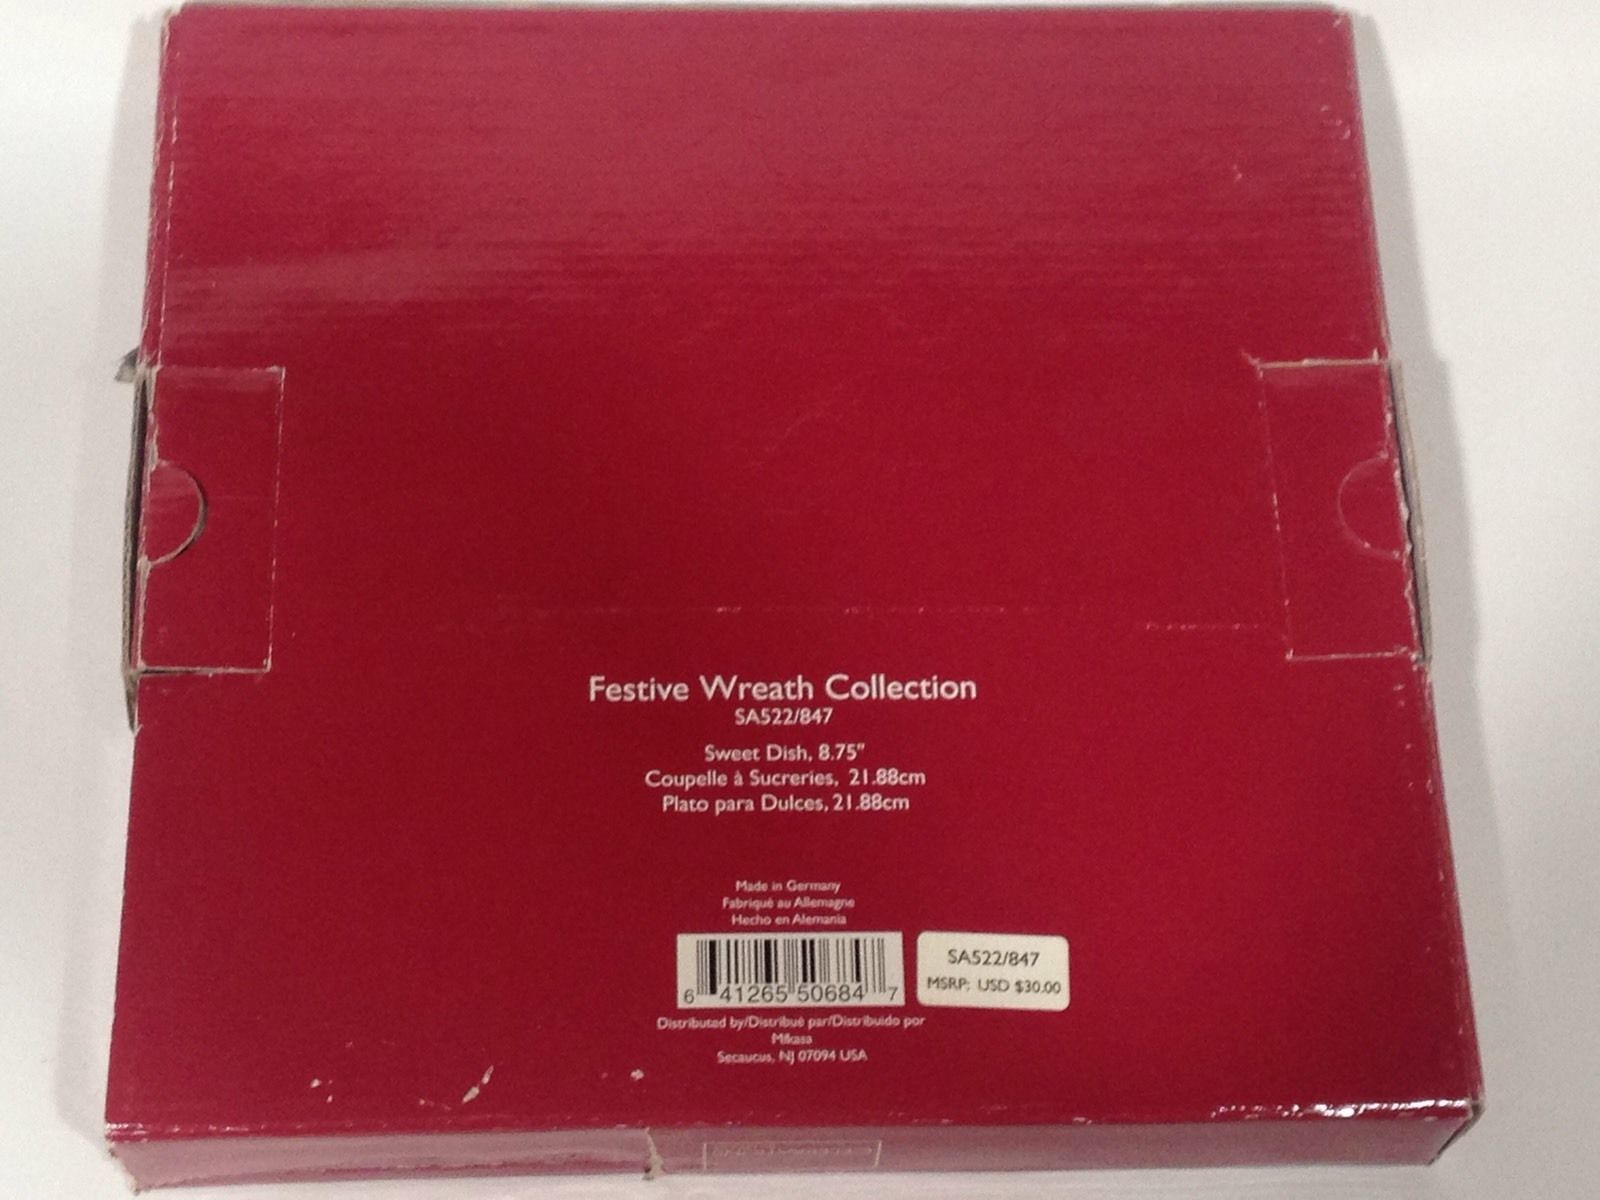 Festive Wreath Collection
SA522/847
Sweet Dish, 8.75"
Coupelle à Sucreries, 21.88cm
Plato para Dulces, 21.88cm
Made in Germany
Fabriqué au Allemagne
Hecho en Alemania
6 41265 50684 7
SA522/847
MSRP: USD $30.00
Distributed by/Distribué par/Distribuido por
Mikasa
Secaucus, NJ 07094 USA